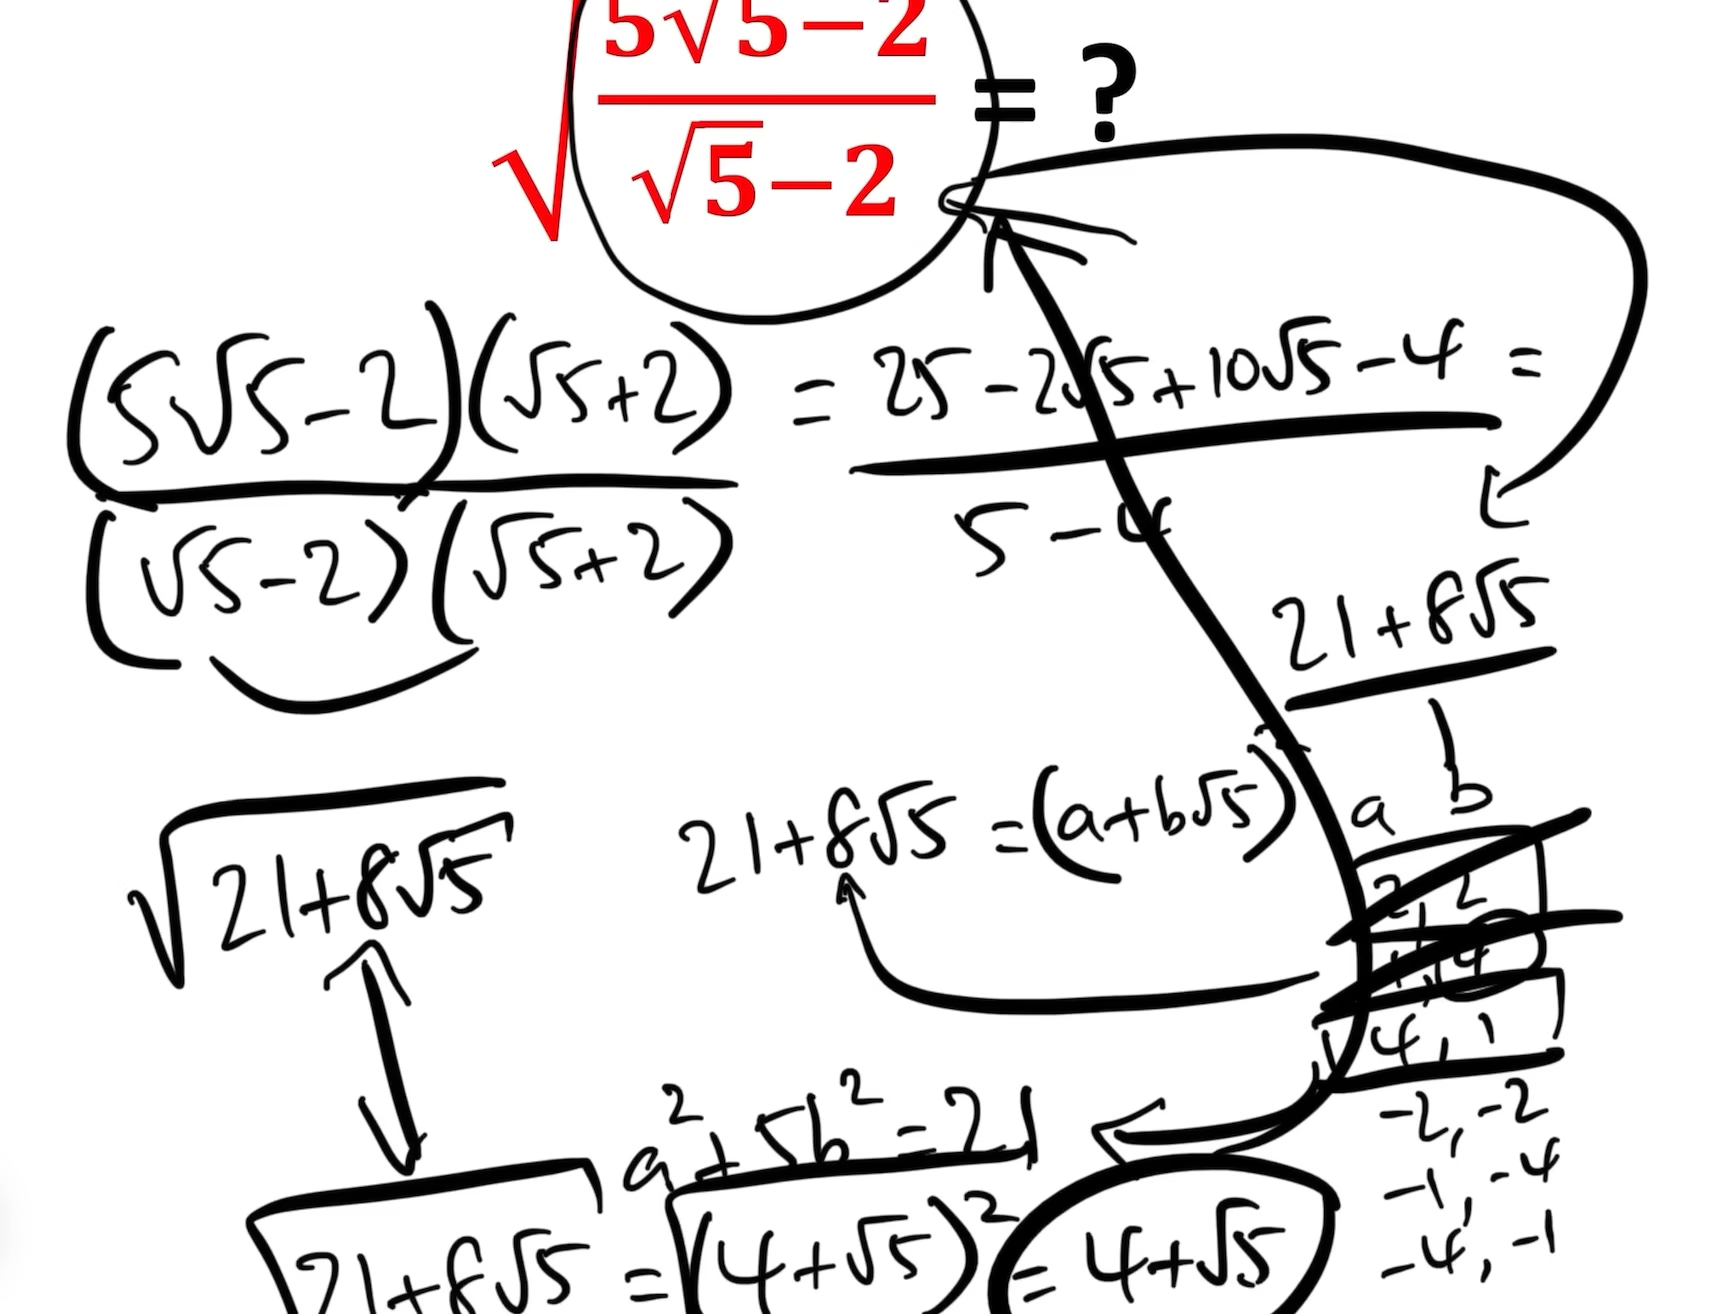 √((5√5−2)/(√5−2)) = ?
(5√5−2)(√5+2) / (√5−2)(√5+2) = (25−2√5+10√5−4) / (5−4) =
(21+8√5) / 1
√(21+8√5)
21+8√5 = (a+b√5)²
a b
2, 2
1, 4
4, 1
-2, -2
-1, -4
-4, -1
a²+5b²=21
√(21+8√5) = √((4+√5)²) = 4+√5